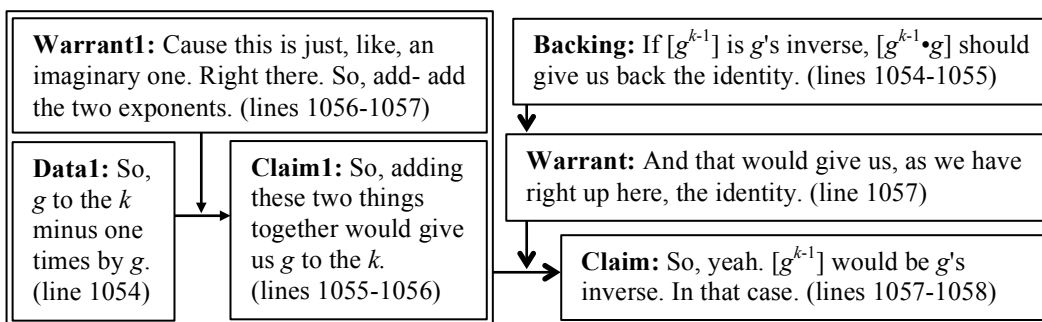 Warrant1: Cause this is just, like, an
imaginary one. Right there. So, add- add
the two exponents. (lines 1056-1057)
Data1: So,
g to the k
minus one
times by g.
(line 1054)
Claim1: So, adding
these two things
together would give
us g to the k.
(lines 1055-1056)
Backing: If [g^{k-1}] is g's inverse, [g^{k-1}•g] should
give us back the identity. (lines 1054-1055)
Warrant: And that would give us, as we have
right up here, the identity. (line 1057)
Claim: So, yeah. [g^{k-1}] would be g's
inverse. In that case. (lines 1057-1058)